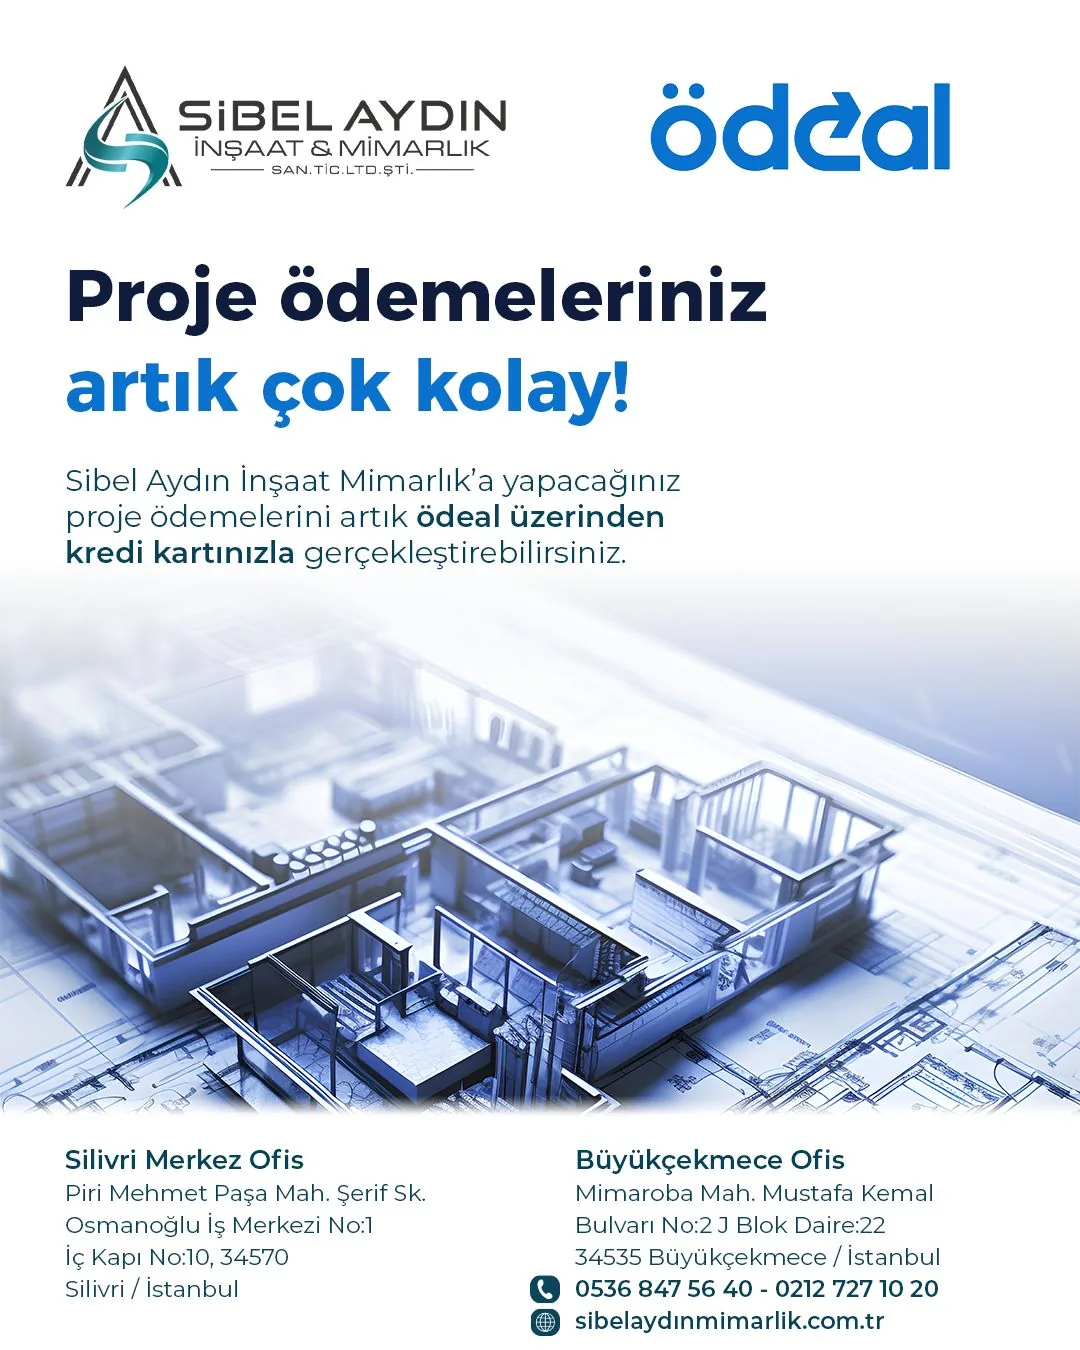 SiBEL AYDIN
İNŞAAT & MİMARLIK
SAN.TİC.LTD.ŞTİ.
ödeal
Proje ödemeleriniz
artık çok kolay!
Sibel Aydın İnşaat Mimarlık’a yapacağınız
proje ödemelerini artık ödeal üzerinden
kredi kartınızla gerçekleştirebilirsiniz.
Silivri Merkez Ofis
Piri Mehmet Paşa Mah. Şerif Sk.
Osmanoğlu İş Merkezi No:1
İç Kapı No:10, 34570
Silivri / İstanbul
Büyükçekmece Ofis
Mimaroba Mah. Mustafa Kemal
Bulvarı No:2 J Blok Daire:22
34535 Büyükçekmece / İstanbul
0536 847 56 40 - 0212 727 10 20
sibelaydınmimarlik.com.tr